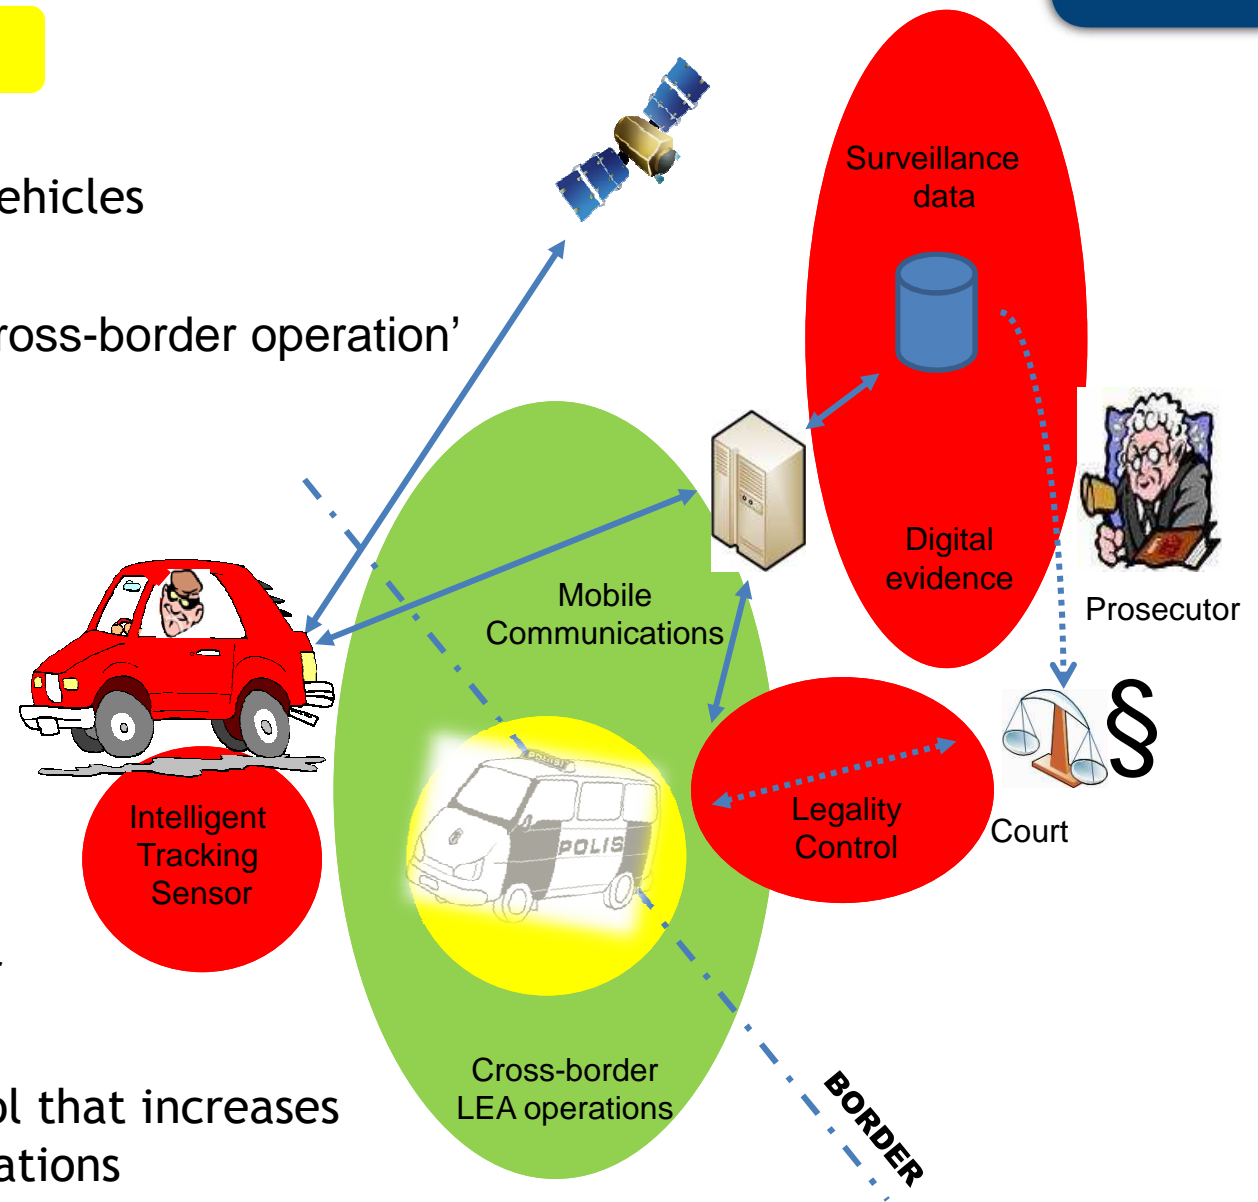 ehicles
ross-border operation’
Surveillance
data
Digital
evidence
Mobile
Communications
Prosecutor
§
POLIS
Intelligent
Tracking
Sensor
Legality
Control
Court
Cross-border
LEA operations
BORDER
ol that increases
ations